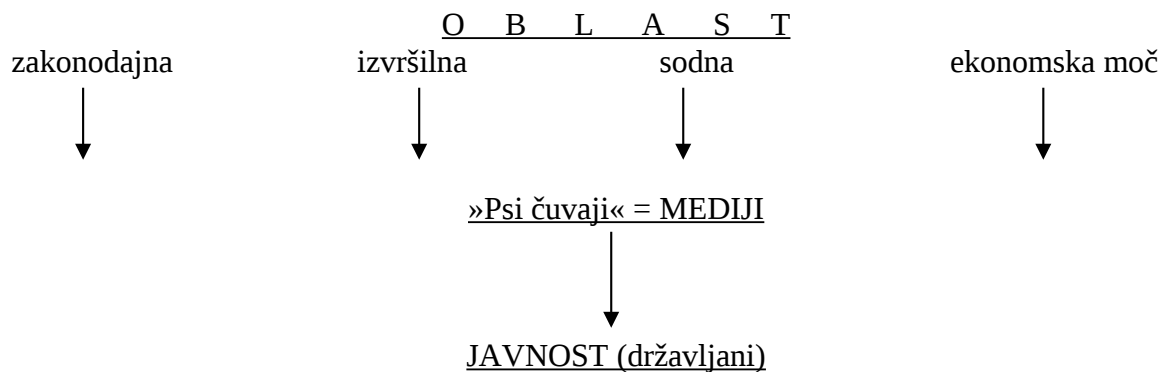 O B L A S T
zakonodajna izvršilna sodna ekonomska moč
»Psi čuvaji« = MEDIJI
JAVNOST (državljani)